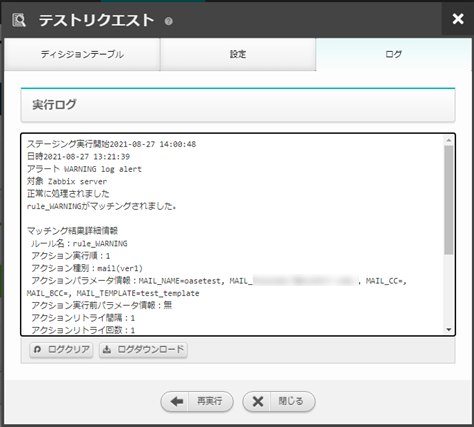 テストリクエスト
ディシジョンテーブル
設定
ログ
実行ログ
ステージング実行開始2021-08-27 14:00:48
日時2021-08-27 13:21:39
アラート WARNING log alert
対象 Zabbix server
正常に処理されました
rule_WARNINGがマッチングされました。
マッチング結果詳細情報
ルール名：rule_WARNING
アクション実行順：1
アクション種別：mail(ver1)
アクションパラメータ情報：MAIL_NAME=oasetest, MAIL_ , MAIL_CC=,
MAIL_BCC=, MAIL_TEMPLATE=test_template
アクション実行前パラメータ情報：無
アクションリトライ間隔：1
アクションリトライ回数：1
ログクリア
ログダウンロード
再実行
閉じる